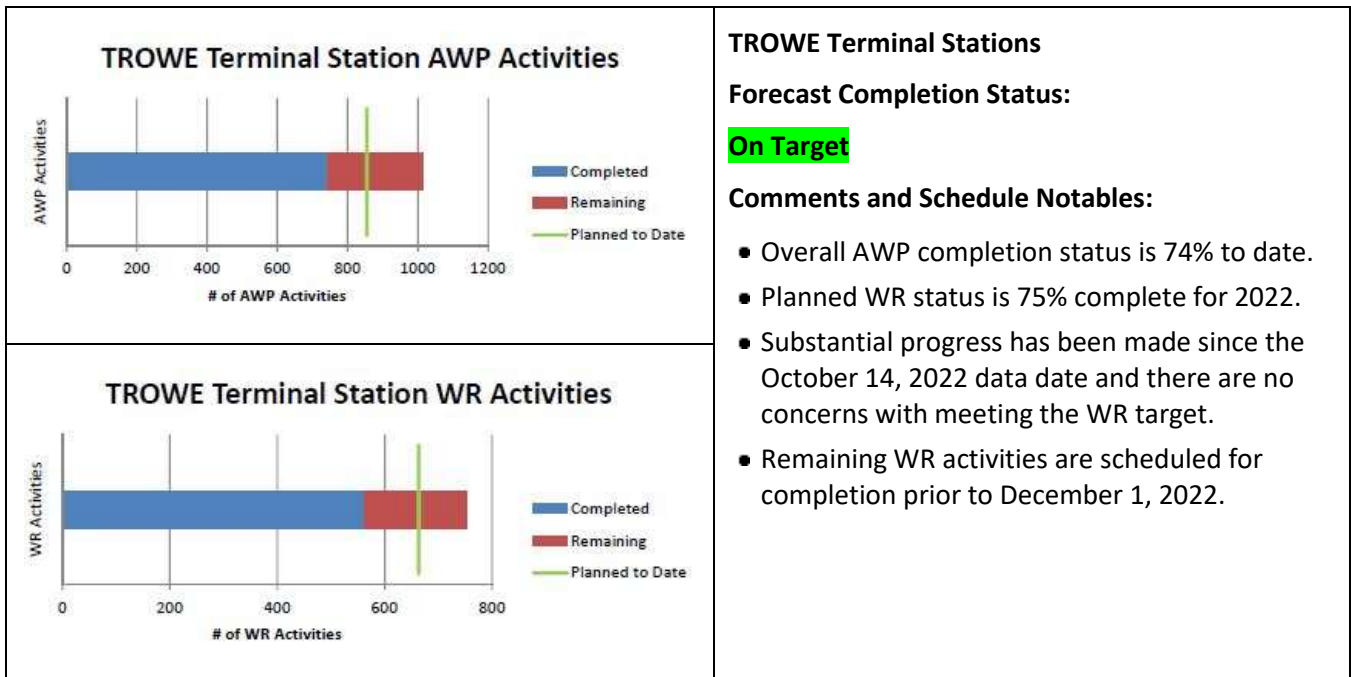 TROWE Terminal Station AWP Activities
0 200 400 600 800 1000 1200
# of AWP Activities
AWP Activities
Completed
Remaining
Planned to Date
TROWE Terminal Station WR Activities
0 200 400 600 800
# of WR Activities
WR Activities
Completed
Remaining
Planned to Date
TROWE Terminal Stations
Forecast Completion Status:
On Target
Comments and Schedule Notables:
• Overall AWP completion status is 74% to date.
• Planned WR status is 75% complete for 2022.
• Substantial progress has been made since the
October 14, 2022 data date and there are no
concerns with meeting the WR target.
• Remaining WR activities are scheduled for
completion prior to December 1, 2022.